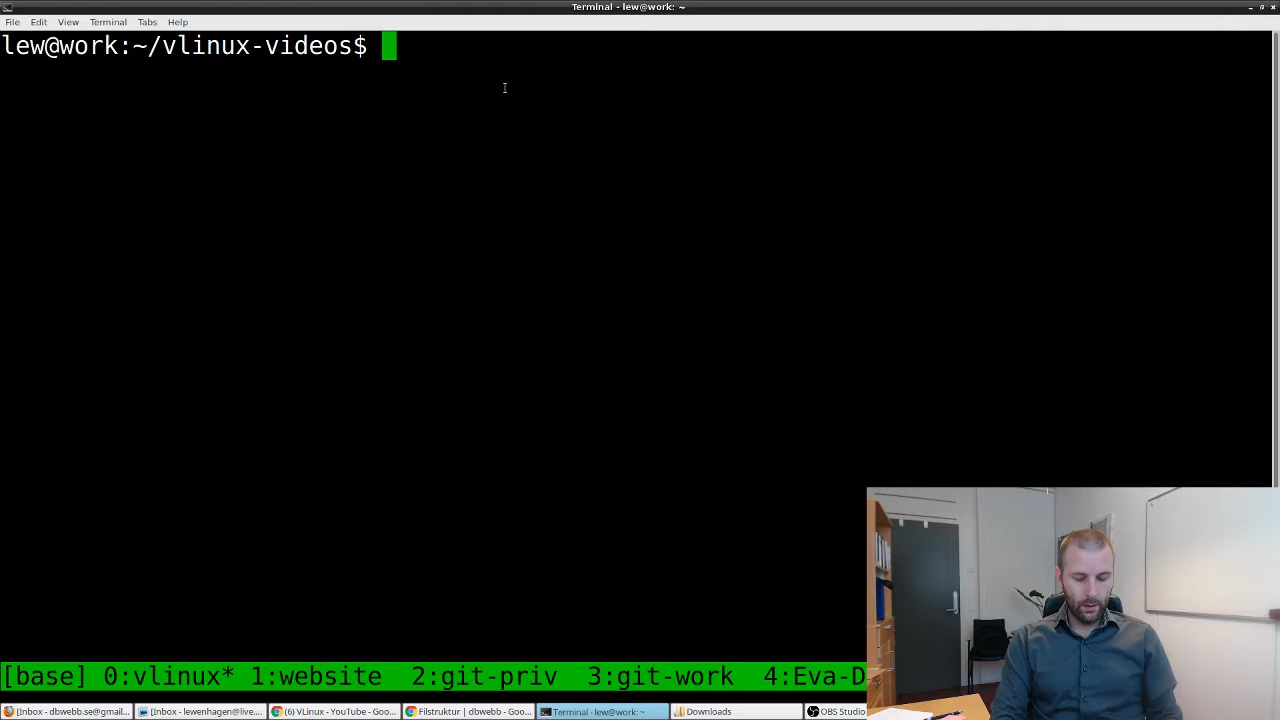 Terminal - lew@work: ~
File Edit View Terminal Tabs Help
lew@work:~/vlinux-videos$
[base] 0:vlinux* 1:website 2:git-priv 3:git-work 4:Eva-D
[Inbox - dbwebb.se@gmail... [Inbox - lewenhagen@live.... (6) VLinux - YouTube - Goo... Filstruktur | dbwebb - Goo... Terminal - lew@work: ~ Downloads OBS Studio